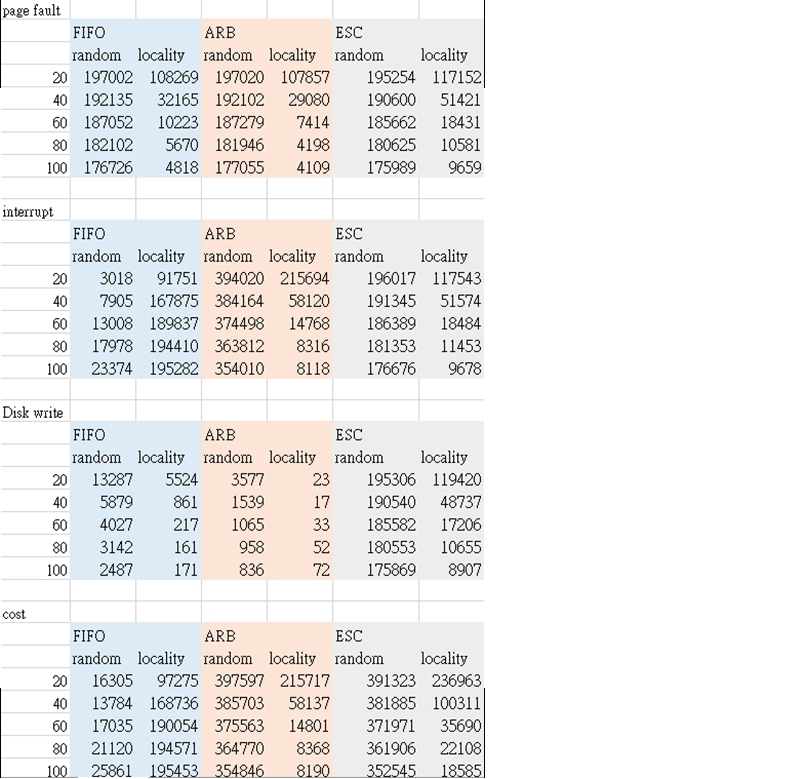 page fault
FIFO ARB ESC
random locality random locality random locality
20 197002 108269 197020 107857 195254 117152
40 192135 32165 192102 29080 190600 51421
60 187052 10223 187279 7414 185662 18431
80 182102 5670 181946 4198 180625 10581
100 176726 4818 177055 4109 175989 9659
interrupt
FIFO ARB ESC
random locality random locality random locality
20 3018 91751 394020 215694 196017 117543
40 7905 167875 384164 58120 191345 51574
60 13008 189837 374498 14768 186389 18484
80 17978 194410 363812 8316 181353 11453
100 23374 195282 354010 8118 176676 9678
Disk write
FIFO ARB ESC
random locality random locality random locality
20 13287 5524 3577 23 195306 119420
40 5879 861 1539 17 190540 48737
60 4027 217 1065 33 185582 17206
80 3142 161 958 52 180553 10655
100 2487 171 836 72 175869 8907
cost
FIFO ARB ESC
random locality random locality random locality
20 16305 97275 397597 215717 391323 236963
40 13784 168736 385703 58137 381885 100311
60 17035 190054 375563 14801 371971 35690
80 21120 194571 364770 8368 361906 22108
100 25861 195453 354846 8190 352545 18585